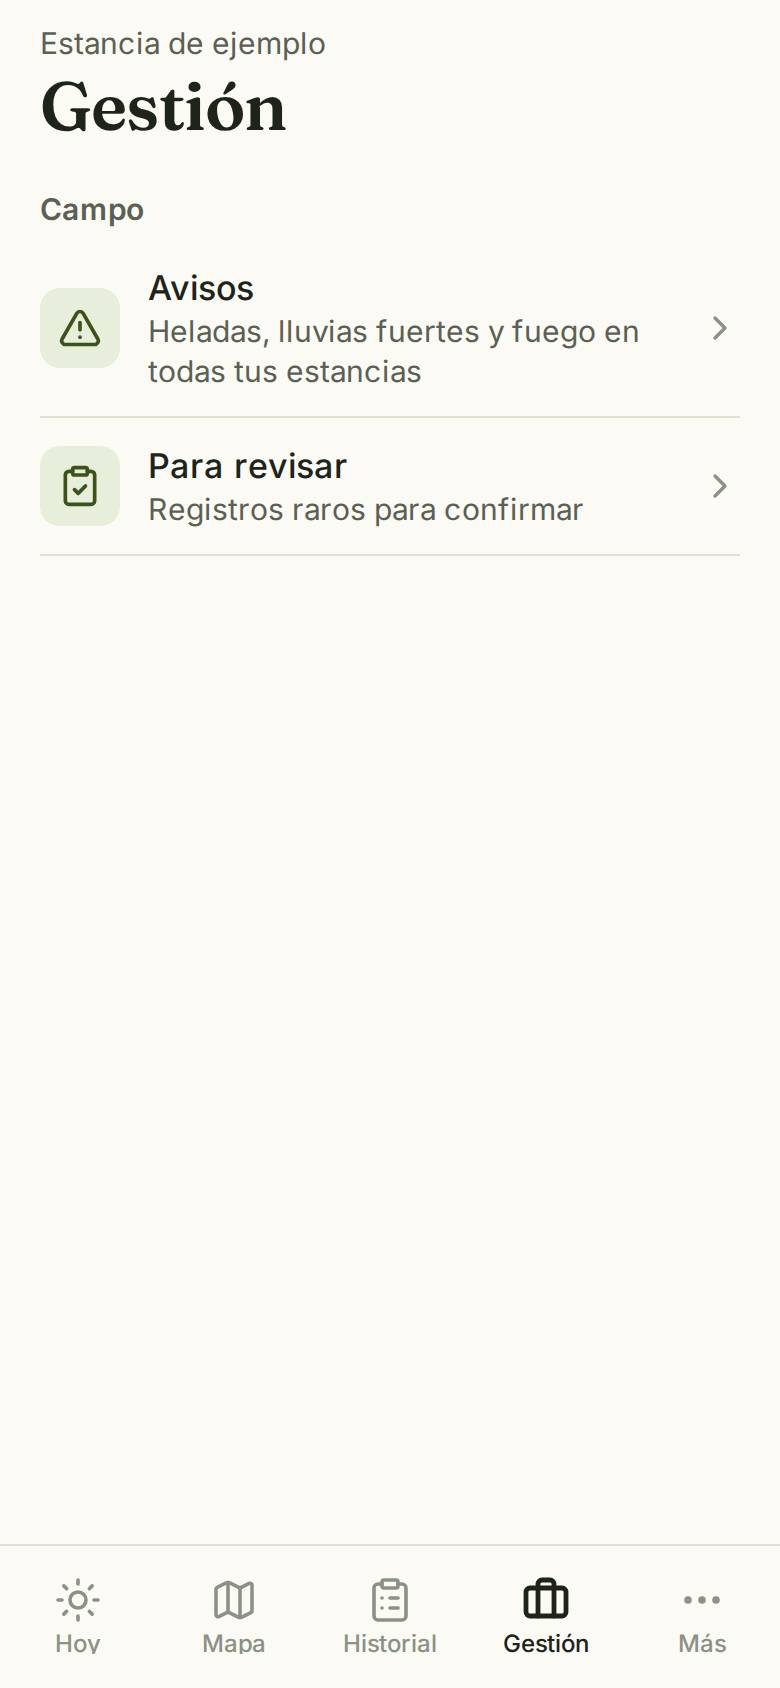 Estancia de ejemplo
Gestión
Campo
Avisos
Heladas, lluvias fuertes y fuego en
todas tus estancias
Para revisar
Registros raros para confirmar
Hoy
Mapa
Historial
Gestión
Más